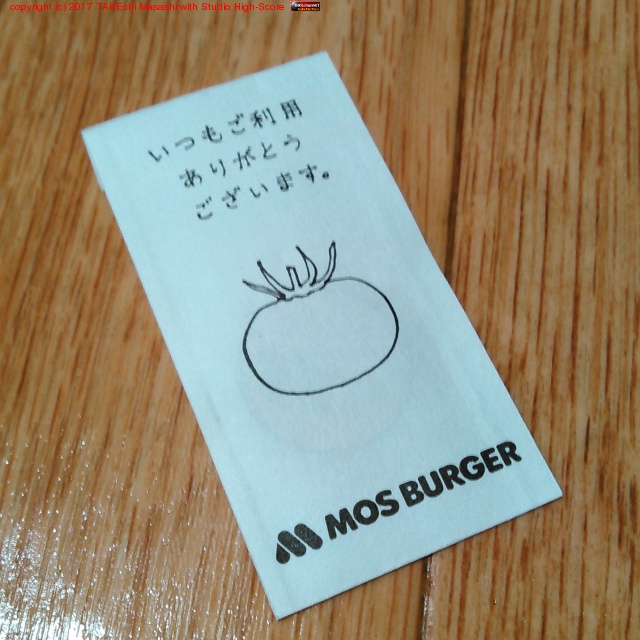 copyright (c) 2017 TAKEchi Masashi with Studio High-Score
いつもご利用
ありがとう
ございます。
MOS BURGER